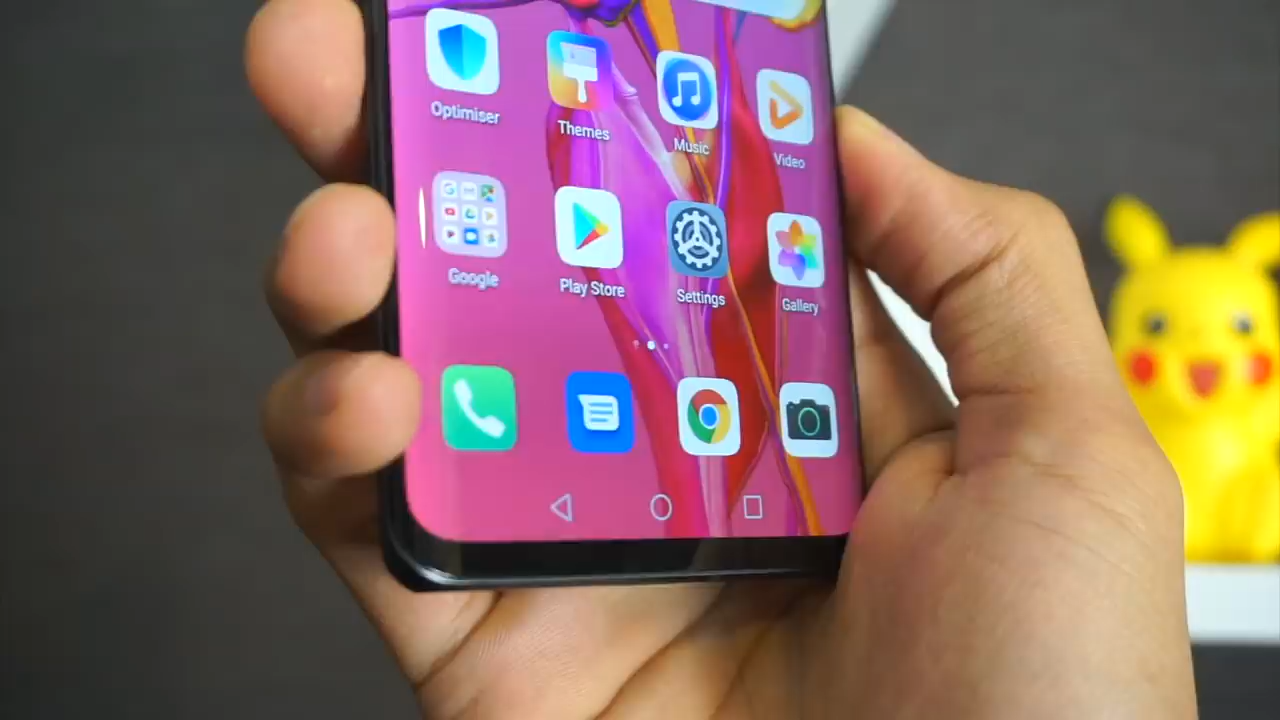 Optimiser
Themes
Music
Video
Google
Play Store
Settings
Gallery